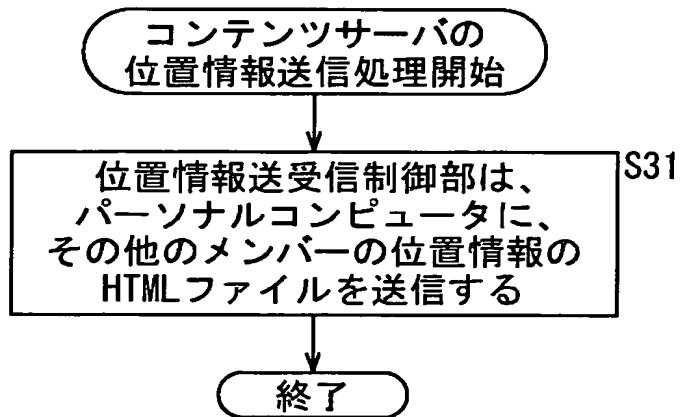 コンテンツサーバの
位置情報送信処理開始
S31
位置情報送受信制御部は、
パーソナルコンピュータに、
その他のメンバーの位置情報の
HTMLファイルを送信する
終了